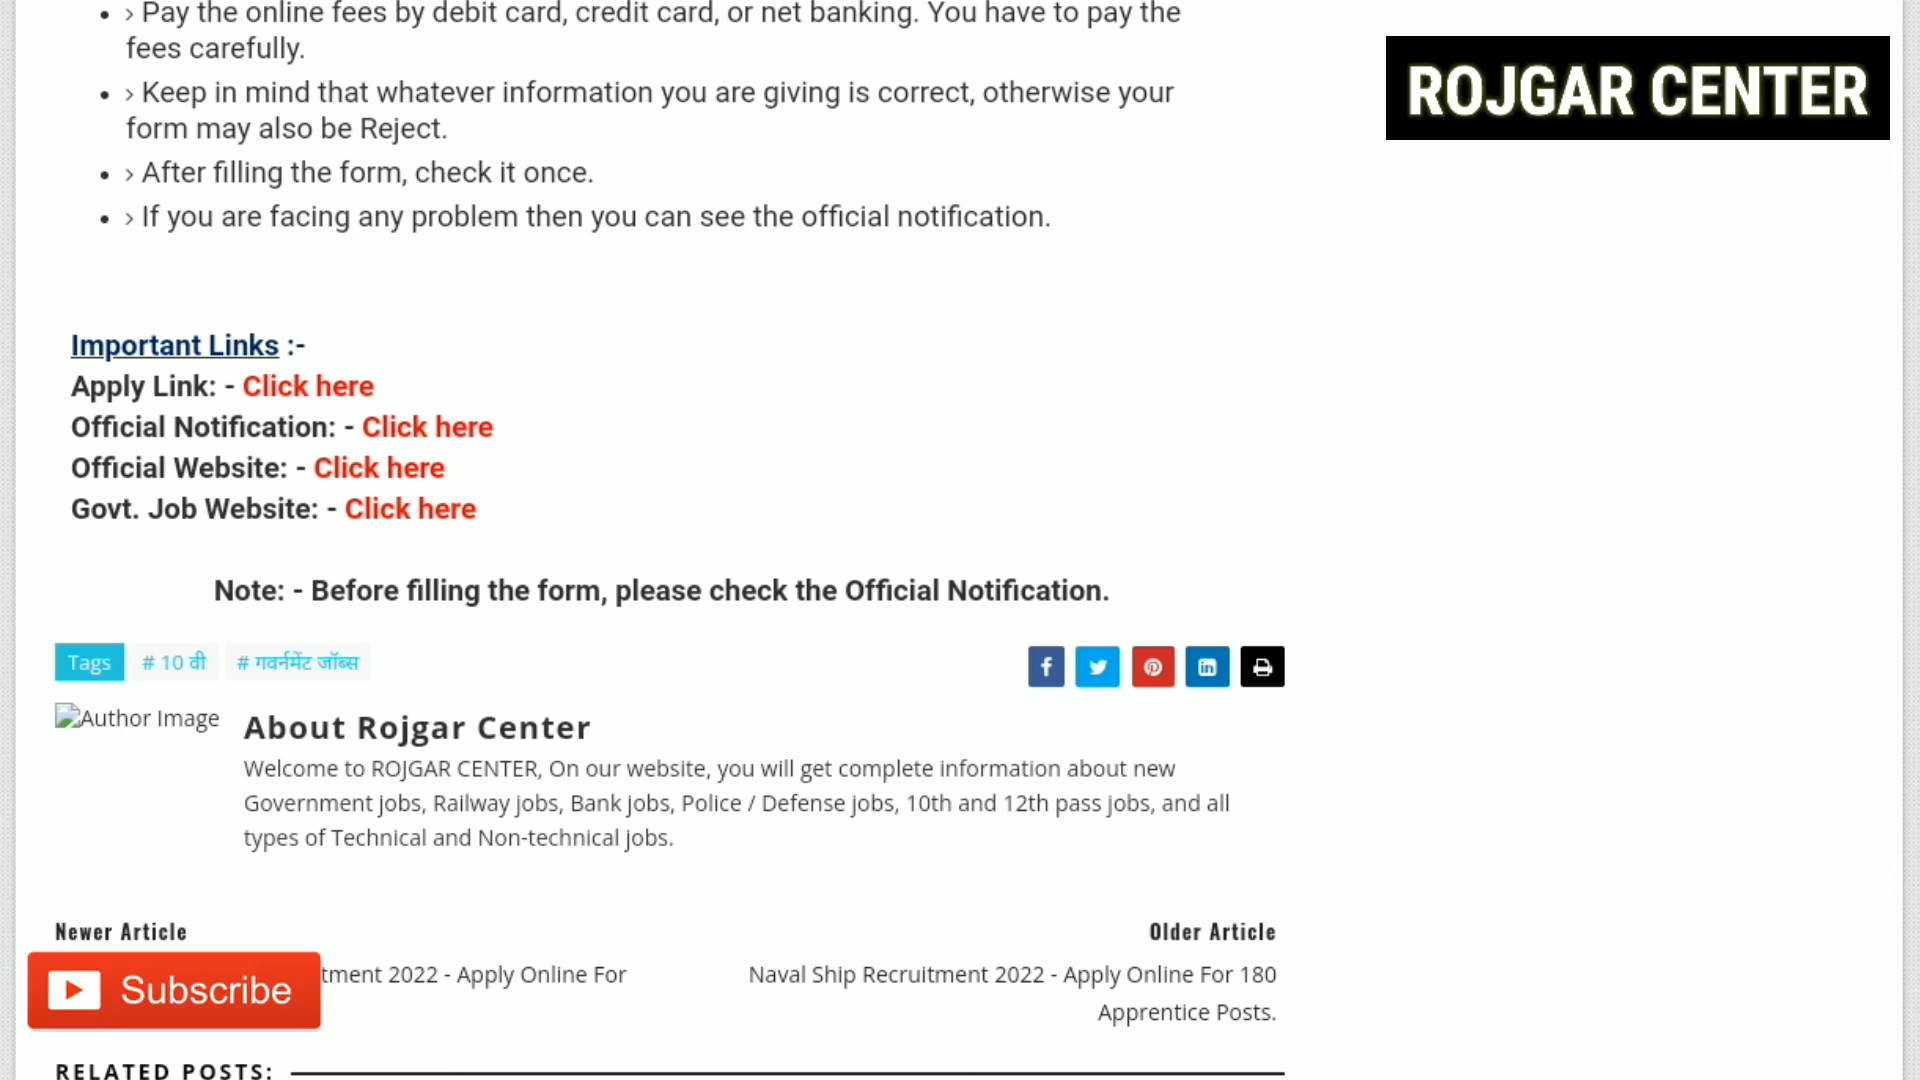 › Pay the online fees by debit card, credit card, or net banking. You have to pay the
fees carefully.
› Keep in mind that whatever information you are giving is correct, otherwise your
form may also be Reject.
› After filling the form, check it once.
› If you are facing any problem then you can see the official notification.
ROJGAR CENTER
Important Links :-
Apply Link: - Click here
Official Notification: - Click here
Official Website: - Click here
Govt. Job Website: - Click here
Note: - Before filling the form, please check the Official Notification.
Tags # 10 वी # गवर्नमेंट जॉब्स
Author Image
About Rojgar Center
Welcome to ROJGAR CENTER, On our website, you will get complete information about new
Government jobs, Railway jobs, Bank jobs, Police / Defense jobs, 10th and 12th pass jobs, and all
types of Technical and Non-technical jobs.
Newer Article
2022 - Apply Online For
Subscribe
Older Article
Naval Ship Recruitment 2022 - Apply Online For 180
Apprentice Posts.
RELATED POSTS: